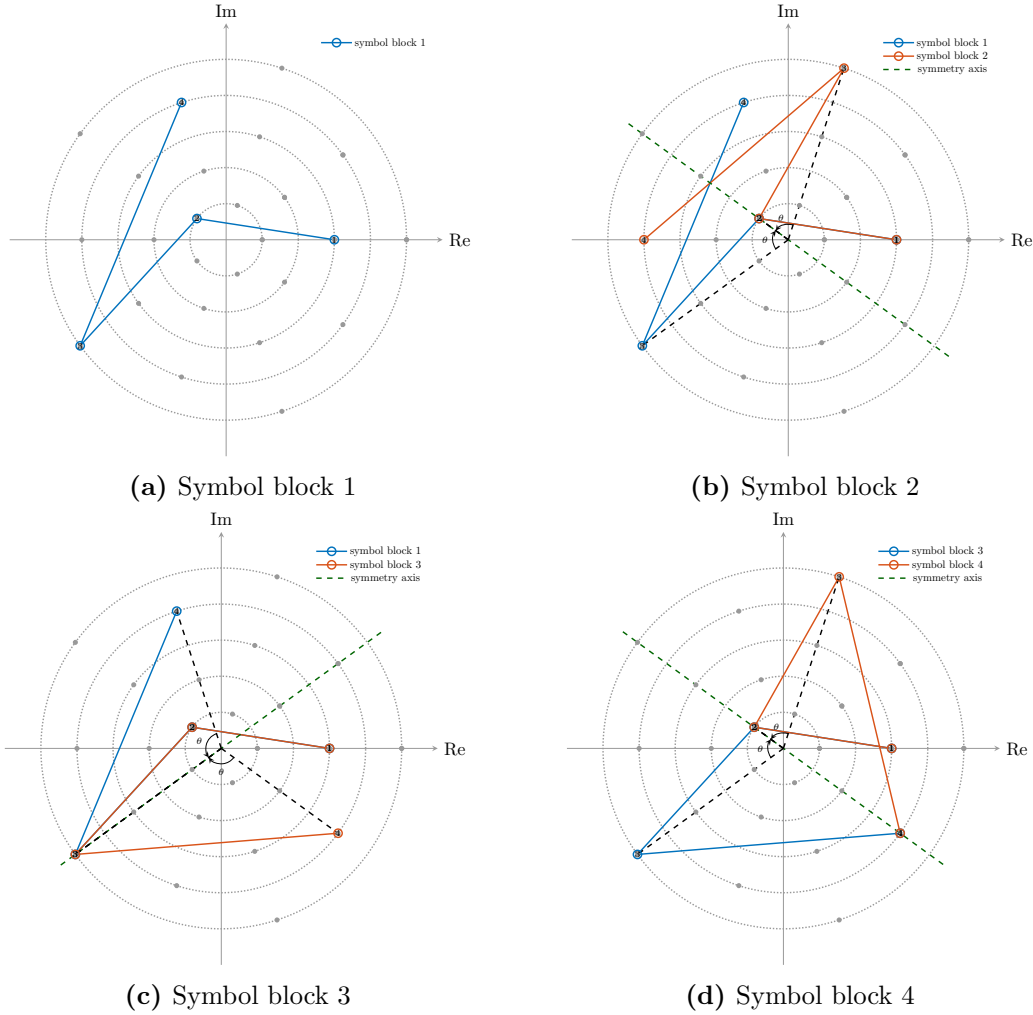 Im
symbol block 1
4
2
1
3
Re
(a) Symbol block 1
Im
symbol block 1
symbol block 2
symmetry axis
3
4
2
θ
4
θ
1
3
Re
(b) Symbol block 2
Im
symbol block 1
symbol block 3
symmetry axis
4
2
θ
1
θ
4
3
Re
(c) Symbol block 3
Im
symbol block 3
symbol block 4
symmetry axis
3
2
θ
θ
1
4
3
Re
(d) Symbol block 4